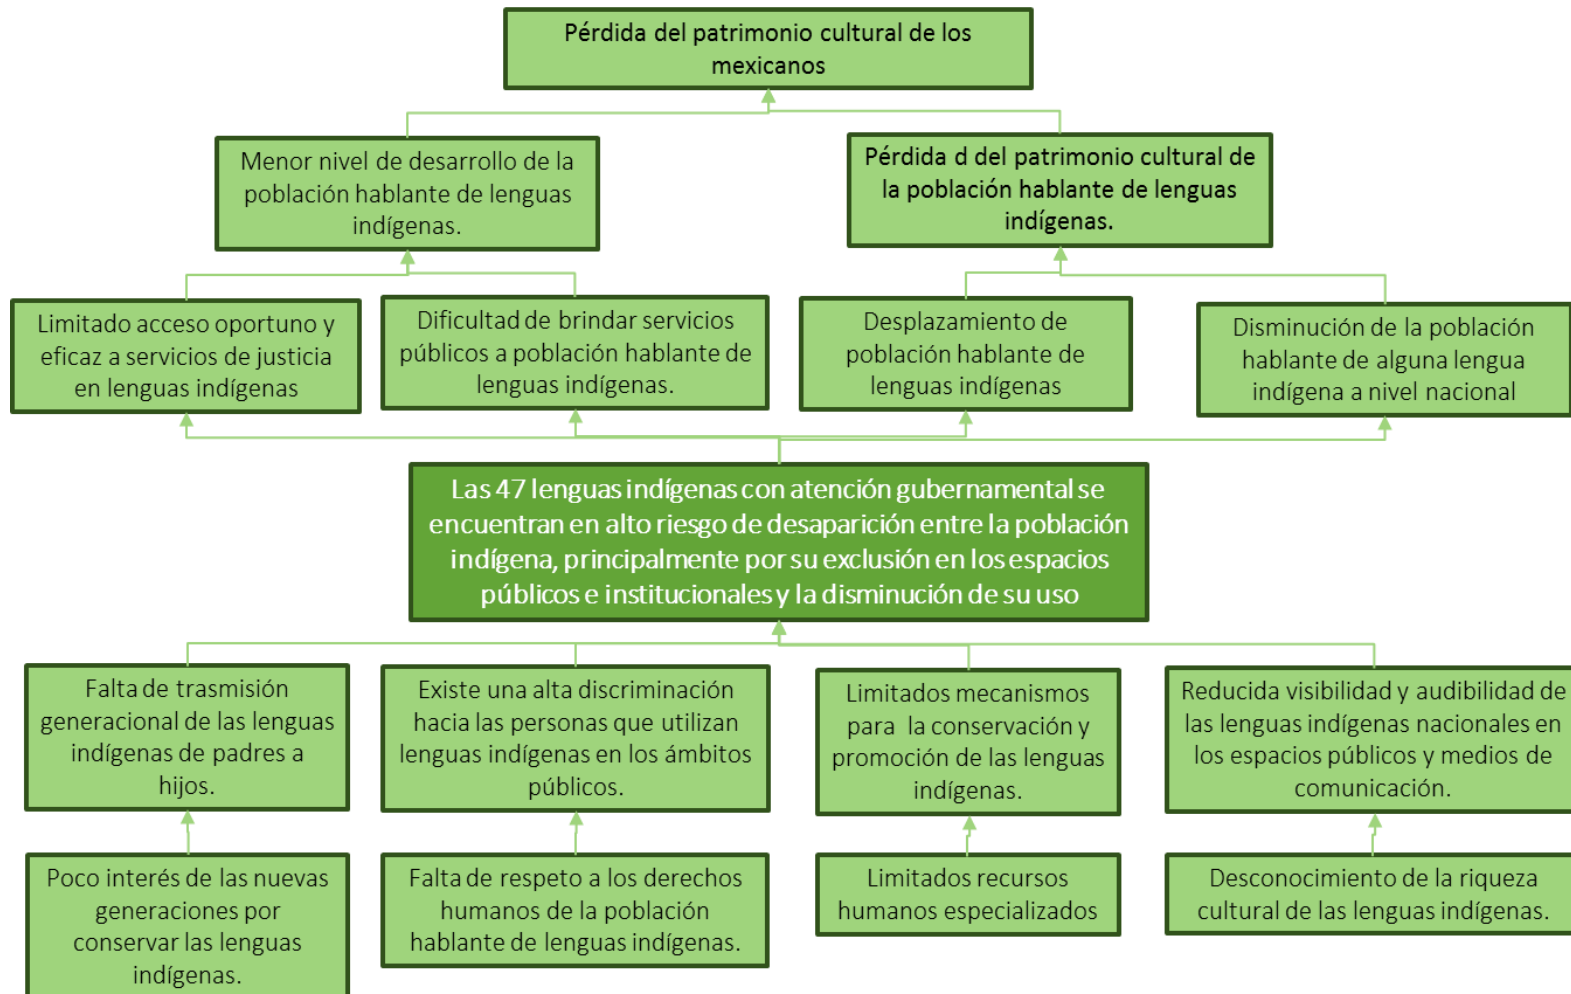 Pérdida del patrimonio cultural de los
mexicanos
Menor nivel de desarrollo de la
población hablante de lenguas
indígenas.
Pérdida d del patrimonio cultural de
la población hablante de lenguas
indígenas.
Limitado acceso oportuno y
eficaz a servicios de justicia
en lenguas indígenas
Dificultad de brindar servicios
públicos a población hablante de
lenguas indígenas.
Desplazamiento de
población hablante de
lenguas indígenas
Disminución de la población
hablante de alguna lengua
indígena a nivel nacional
Las 47 lenguas indígenas con atención gubernamental se
encuentran en alto riesgo de desaparición entre la población
indígena, principalmente por su exclusión en los espacios
públicos e institucionales y la disminución de su uso
Falta de trasmisión
generacional de las lenguas
indígenas de padres a
hijos.
Existe una alta discriminación
hacia las personas que utilizan
lenguas indígenas en los ámbitos
públicos.
Limitados mecanismos
para la conservación y
promoción de las lenguas
indígenas.
Reducida visibilidad y audibilidad de
las lenguas indígenas nacionales en
los espacios públicos y medios de
comunicación.
Poco interés de las nuevas
generaciones por
conservar las lenguas
indígenas.
Falta de respeto a los derechos
humanos de la población
hablante de lenguas indígenas.
Limitados recursos
humanos especializados
Desconocimiento de la riqueza
cultural de las lenguas indígenas.